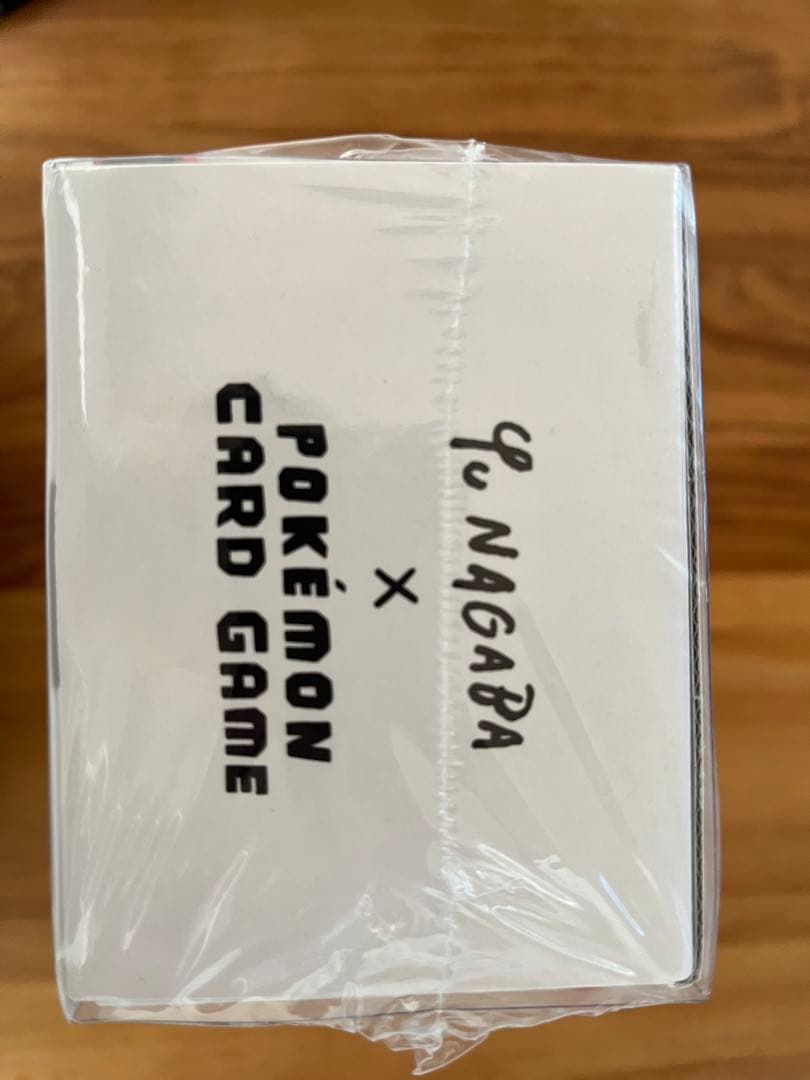 Yu NAGABA
×
POKÉMON
CARD GAME